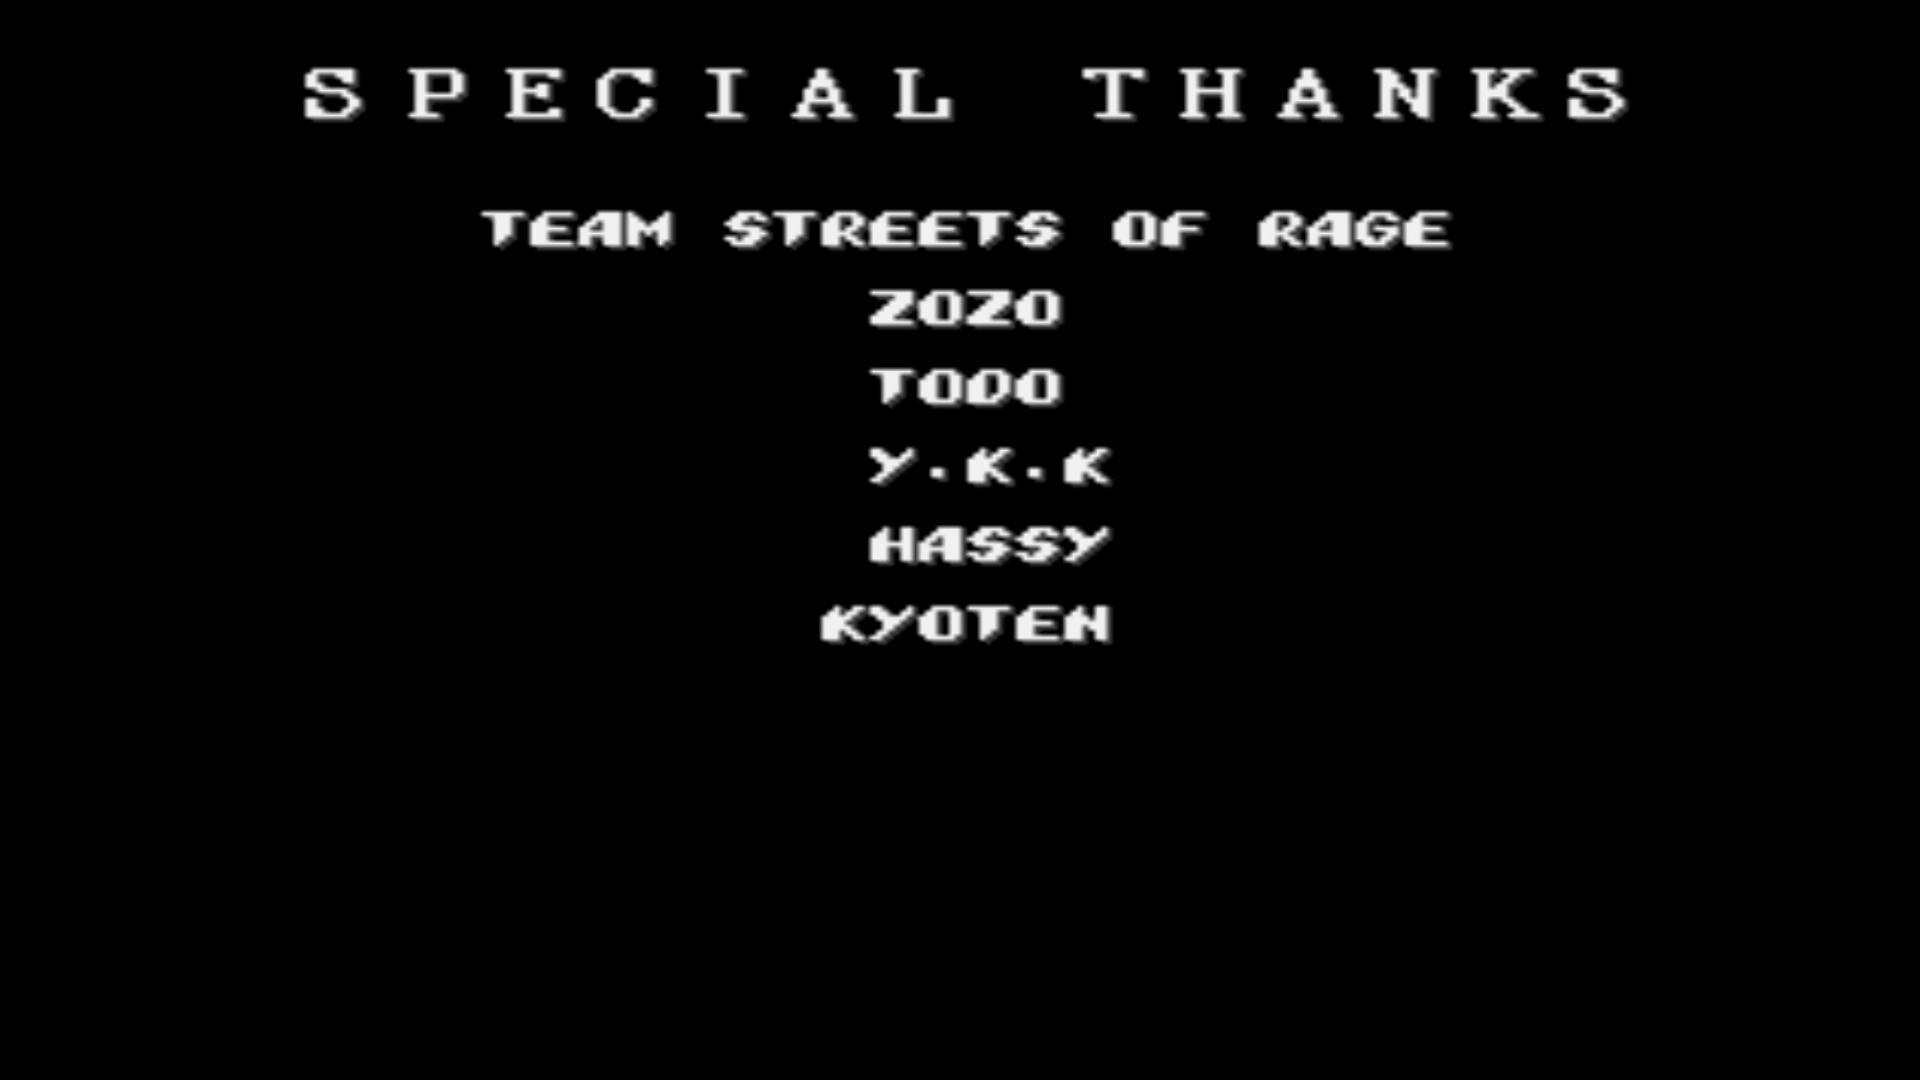 SPECIAL THANKS
TEAM STREETS OF RAGE
ZOZO
TODO
Y.K.K
HASSY
KYOTEN